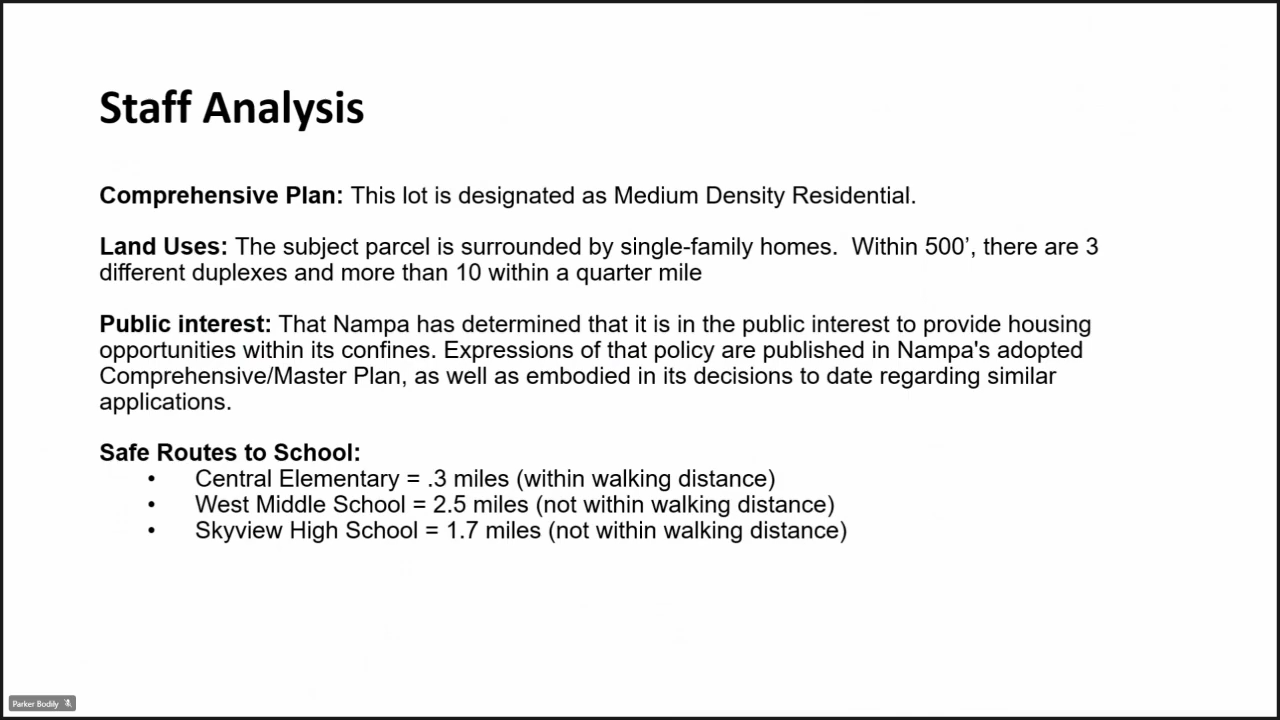 Staff Analysis
Comprehensive Plan: This lot is designated as Medium Density Residential.
Land Uses: The subject parcel is surrounded by single-family homes.  Within 500’, there are 3
different duplexes and more than 10 within a quarter mile
Public interest: That Nampa has determined that it is in the public interest to provide housing
opportunities within its confines. Expressions of that policy are published in Nampa's adopted
Comprehensive/Master Plan, as well as embodied in its decisions to date regarding similar
applications.
Safe Routes to School:
• Central Elementary = .3 miles (within walking distance)
• West Middle School = 2.5 miles (not within walking distance)
• Skyview High School = 1.7 miles (not within walking distance)
Parker Bodily